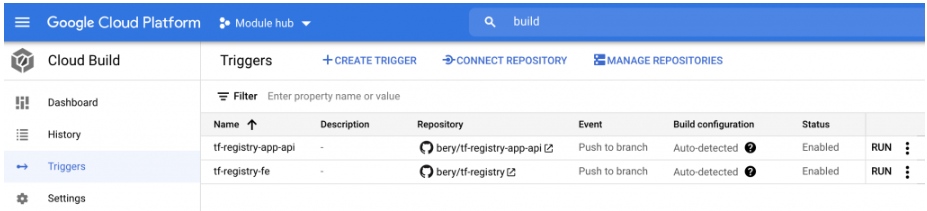 Google Cloud Platform Module hub build
Cloud Build Triggers CREATE TRIGGER CONNECT REPOSITORY MANAGE REPOSITORIES
Filter Enter property name or value
Dashboard
Name Description Repository Event Build configuration Status
History
tf-registry-app-api - bery/tf-registry-app-api Push to branch Auto-detected ? Enabled RUN
Triggers
tf-registry-fe - bery/tf-registry Push to branch Auto-detected ? Enabled RUN
Settings